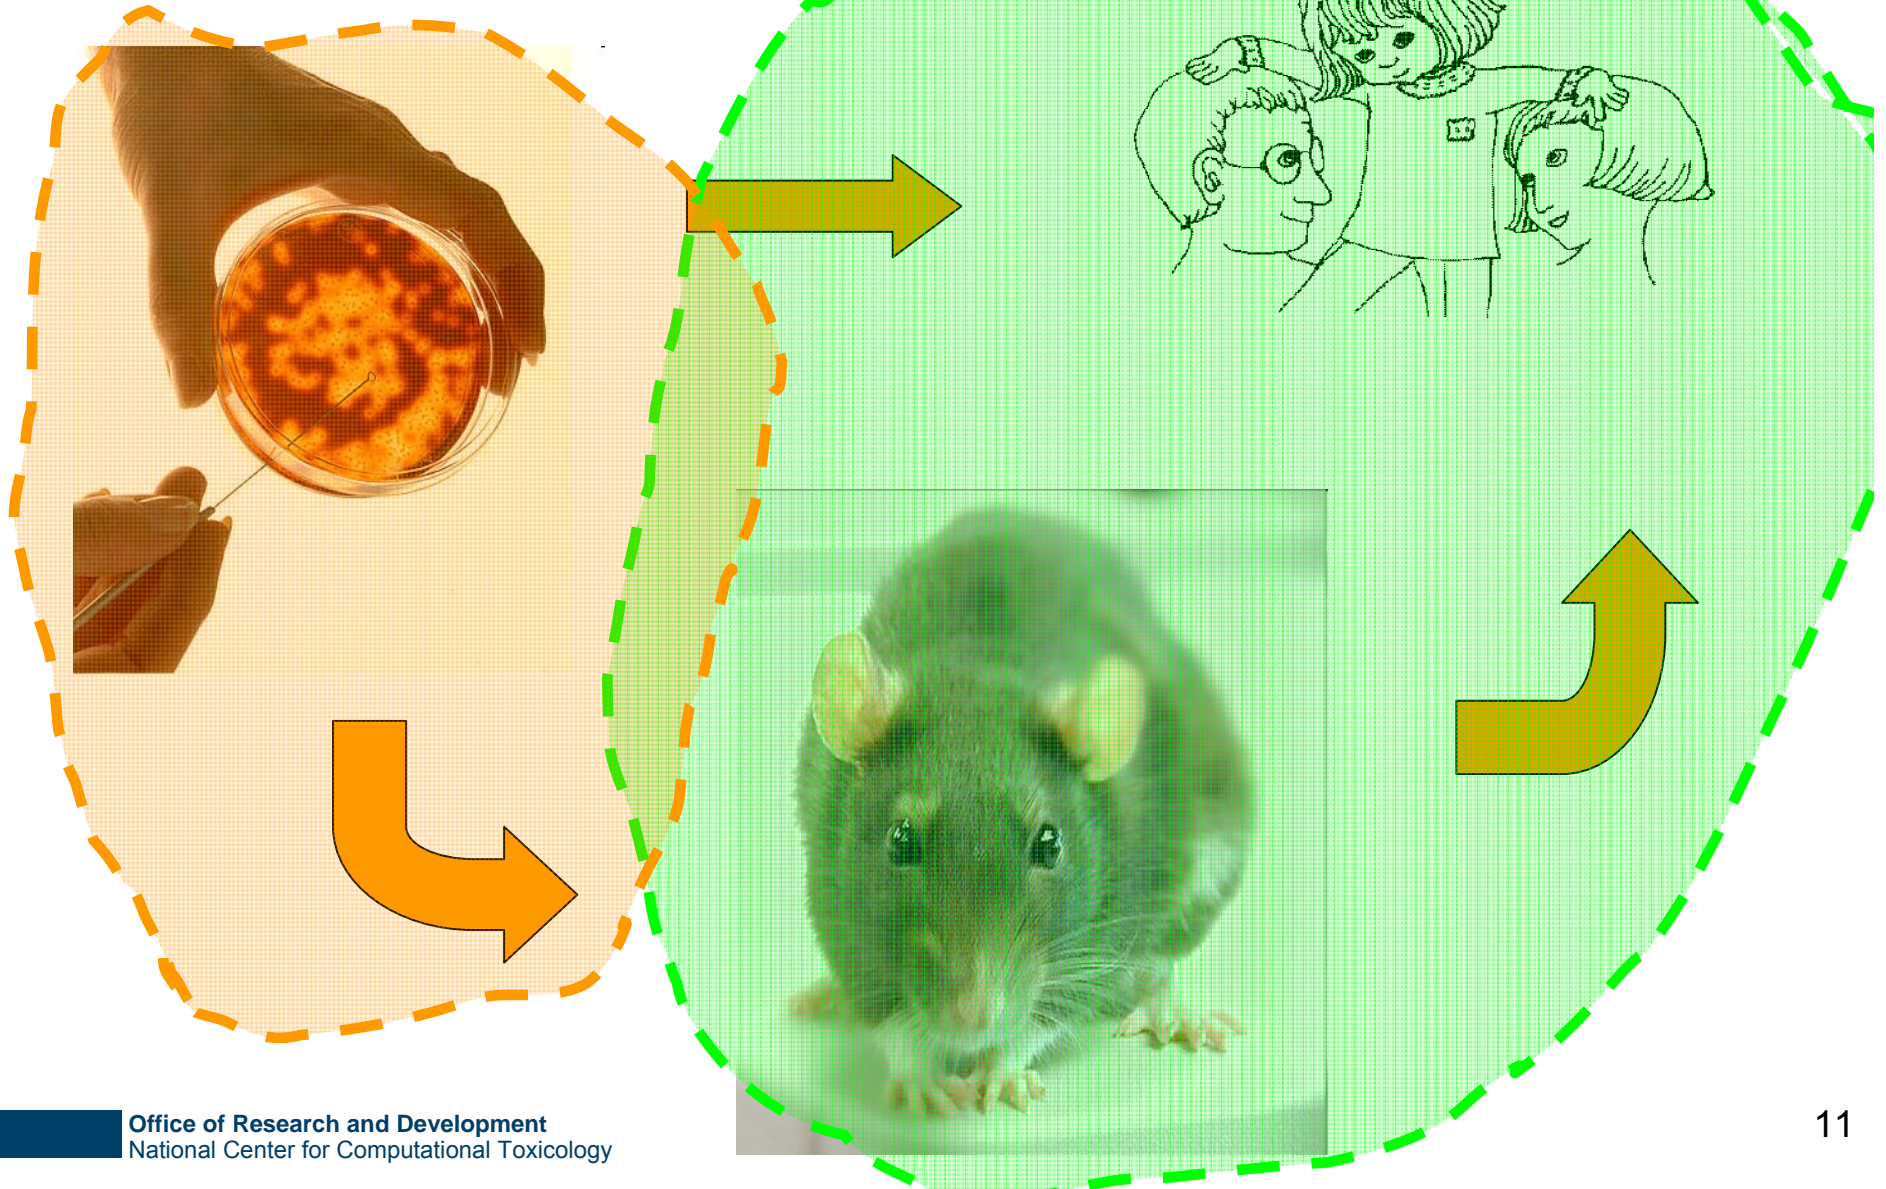 Office of Research and Development
National Center for Computational Toxicology
11